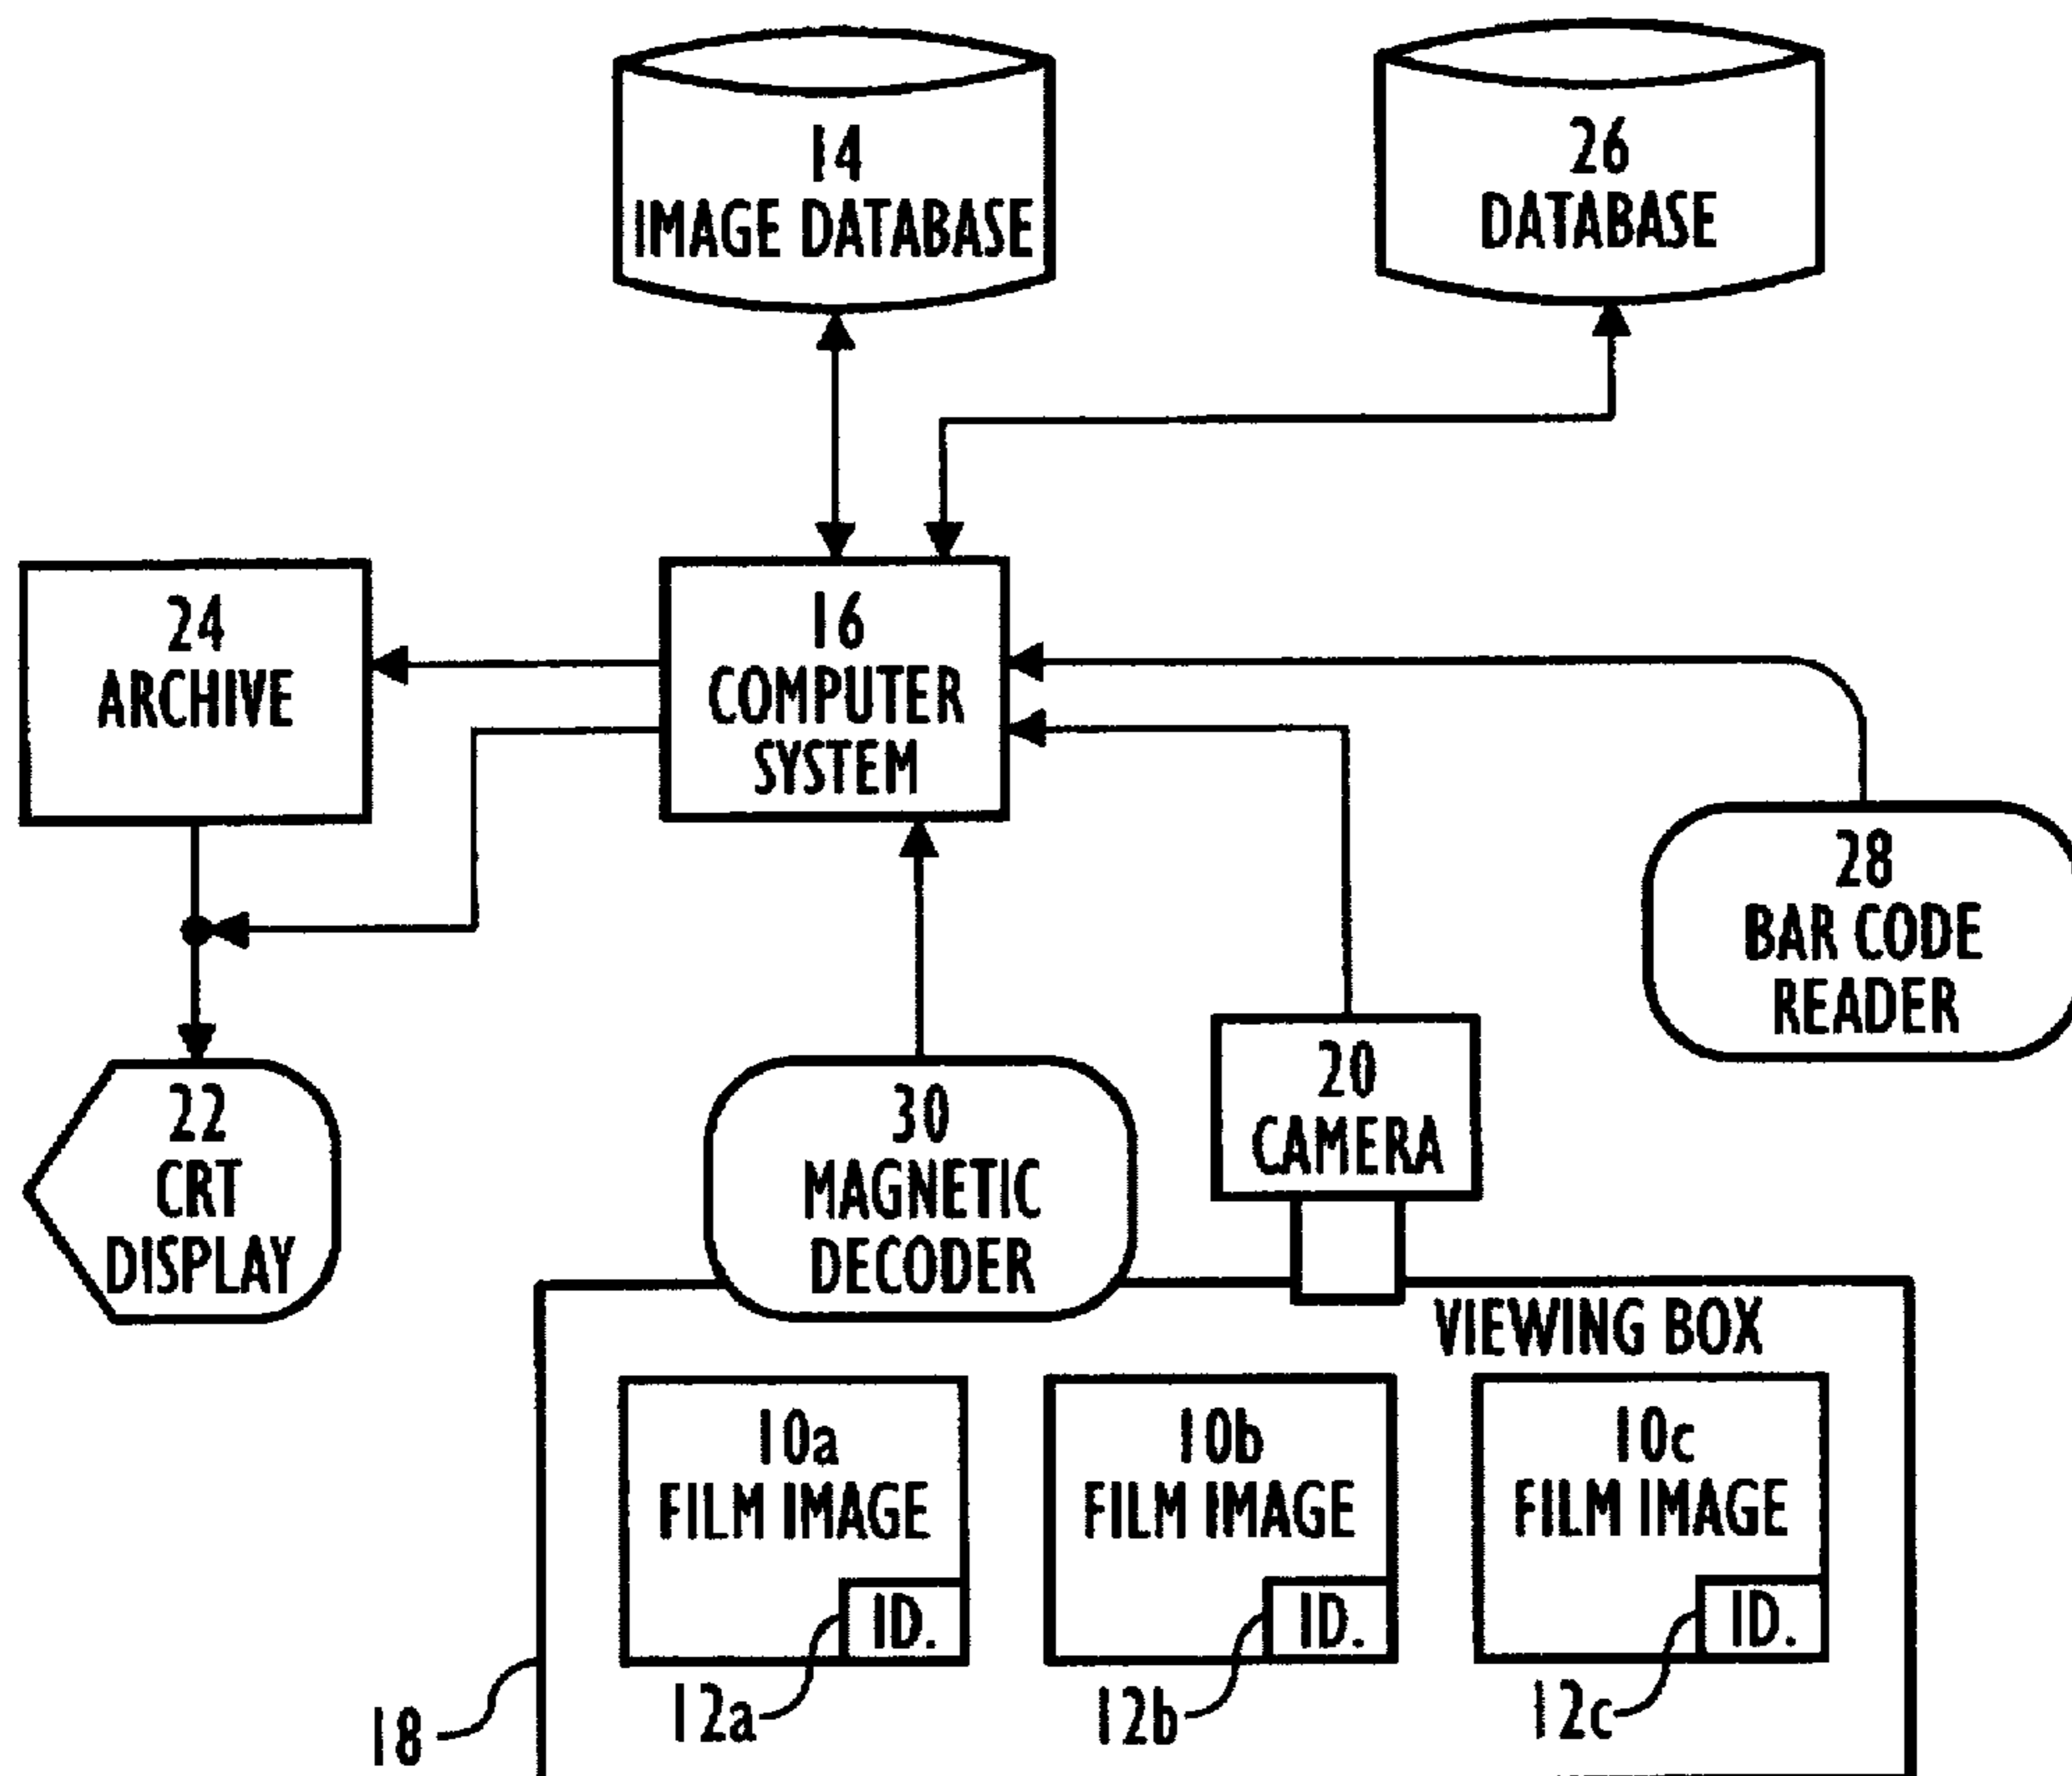 14
IMAGE DATABASE
26
DATABASE
24
ARCHIVE
16
COMPUTER
SYSTEM
28
BAR CODE
READER
22
CRT
DISPLAY
30
MAGNETIC
DECODER
20
CAMERA
VIEWING BOX
10a
FILM IMAGE
ID.
10b
FILM IMAGE
ID.
10c
FILM IMAGE
ID.
18
12a
12b
12c